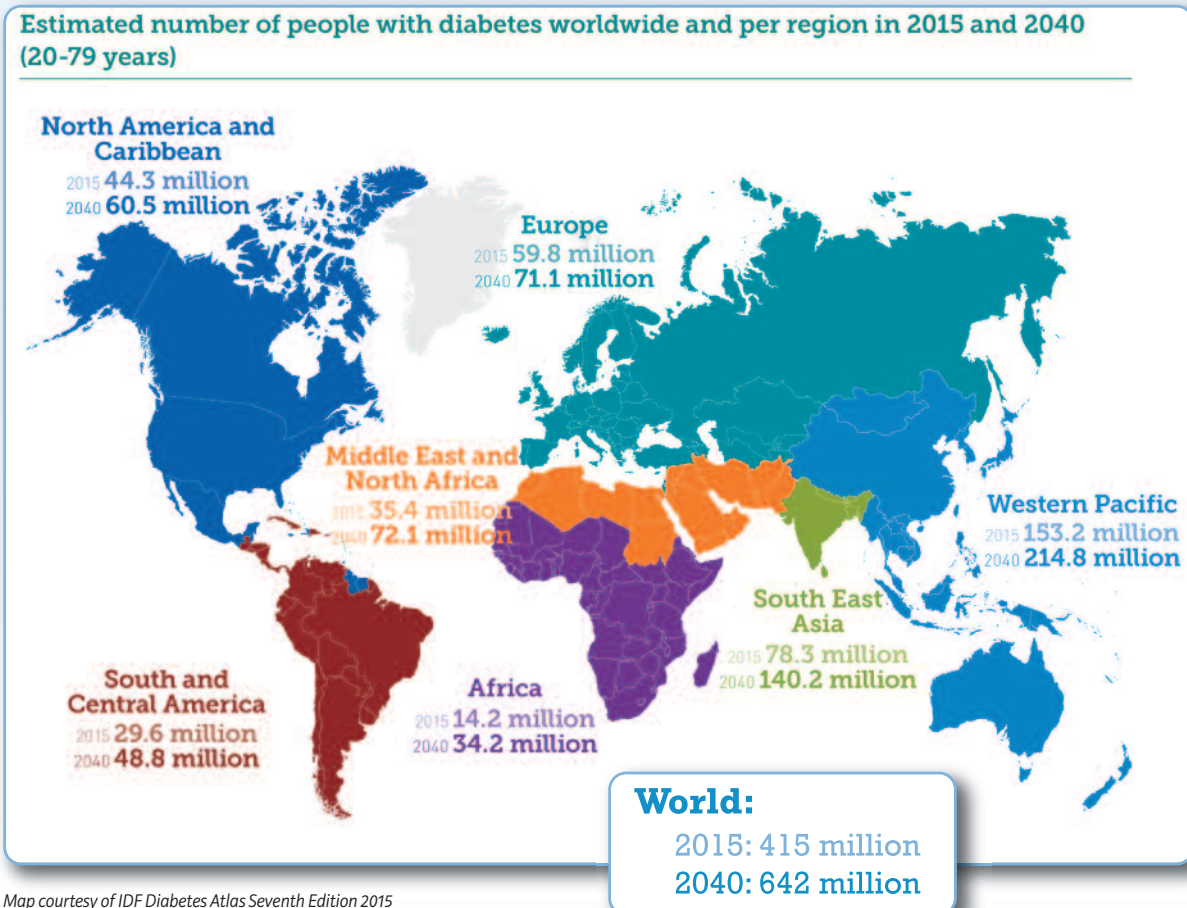 Estimated number of people with diabetes worldwide and per region in 2015 and 2040
(20-79 years)
North America and
Caribbean
2015 44.3 million
2040 60.5 million
Europe
2015 59.8 million
2040 71.1 million
Middle East and
North Africa
2015 35.4 million
2040 72.1 million
Western Pacific
2015 153.2 million
2040 214.8 million
South East
Asia
2015 78.3 million
2040 140.2 million
South and
Central America
2015 29.6 million
2040 48.8 million
Africa
2015 14.2 million
2040 34.2 million
World:
2015: 415 million
2040: 642 million
Map courtesy of IDF Diabetes Atlas Seventh Edition 2015